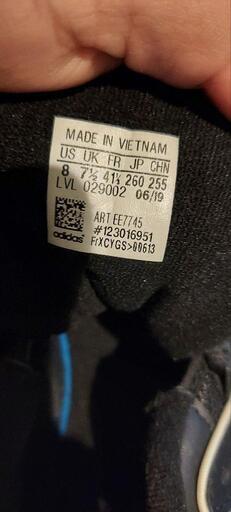 MADE IN VIETNAM
US UK FR JP CHN
8 7½ 41⅓ 260 255
LVL 029002 06/19
ART EE7745
#123016951
adidas FrXCYGS>00613